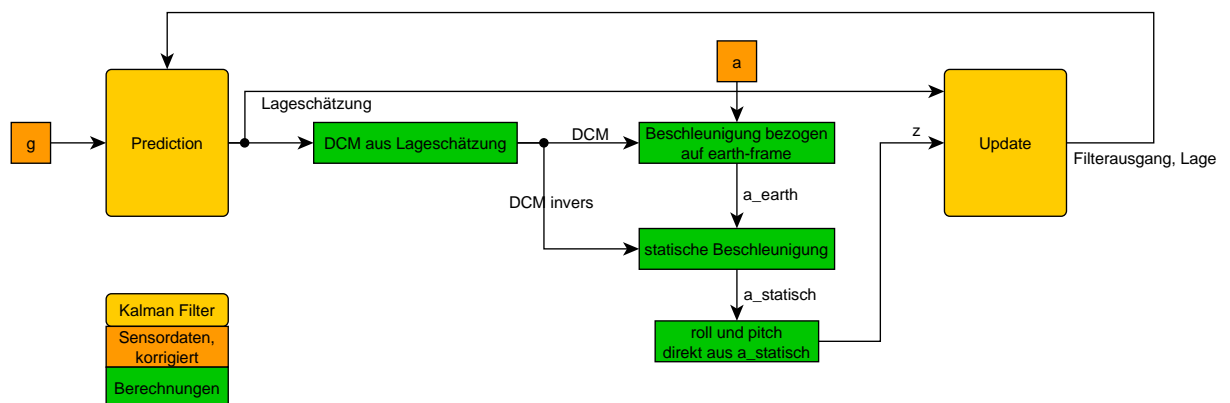 a
Lageschätzung
g
Prediction
DCM aus Lageschätzung
DCM
Beschleunigung bezogen
auf earth-frame
z
Update
Filterausgang, Lage
a_earth
DCM invers
statische Beschleunigung
a_statisch
roll und pitch
direkt aus a_statisch
Kalman Filter
Sensordaten,
korrigiert
Berechnungen